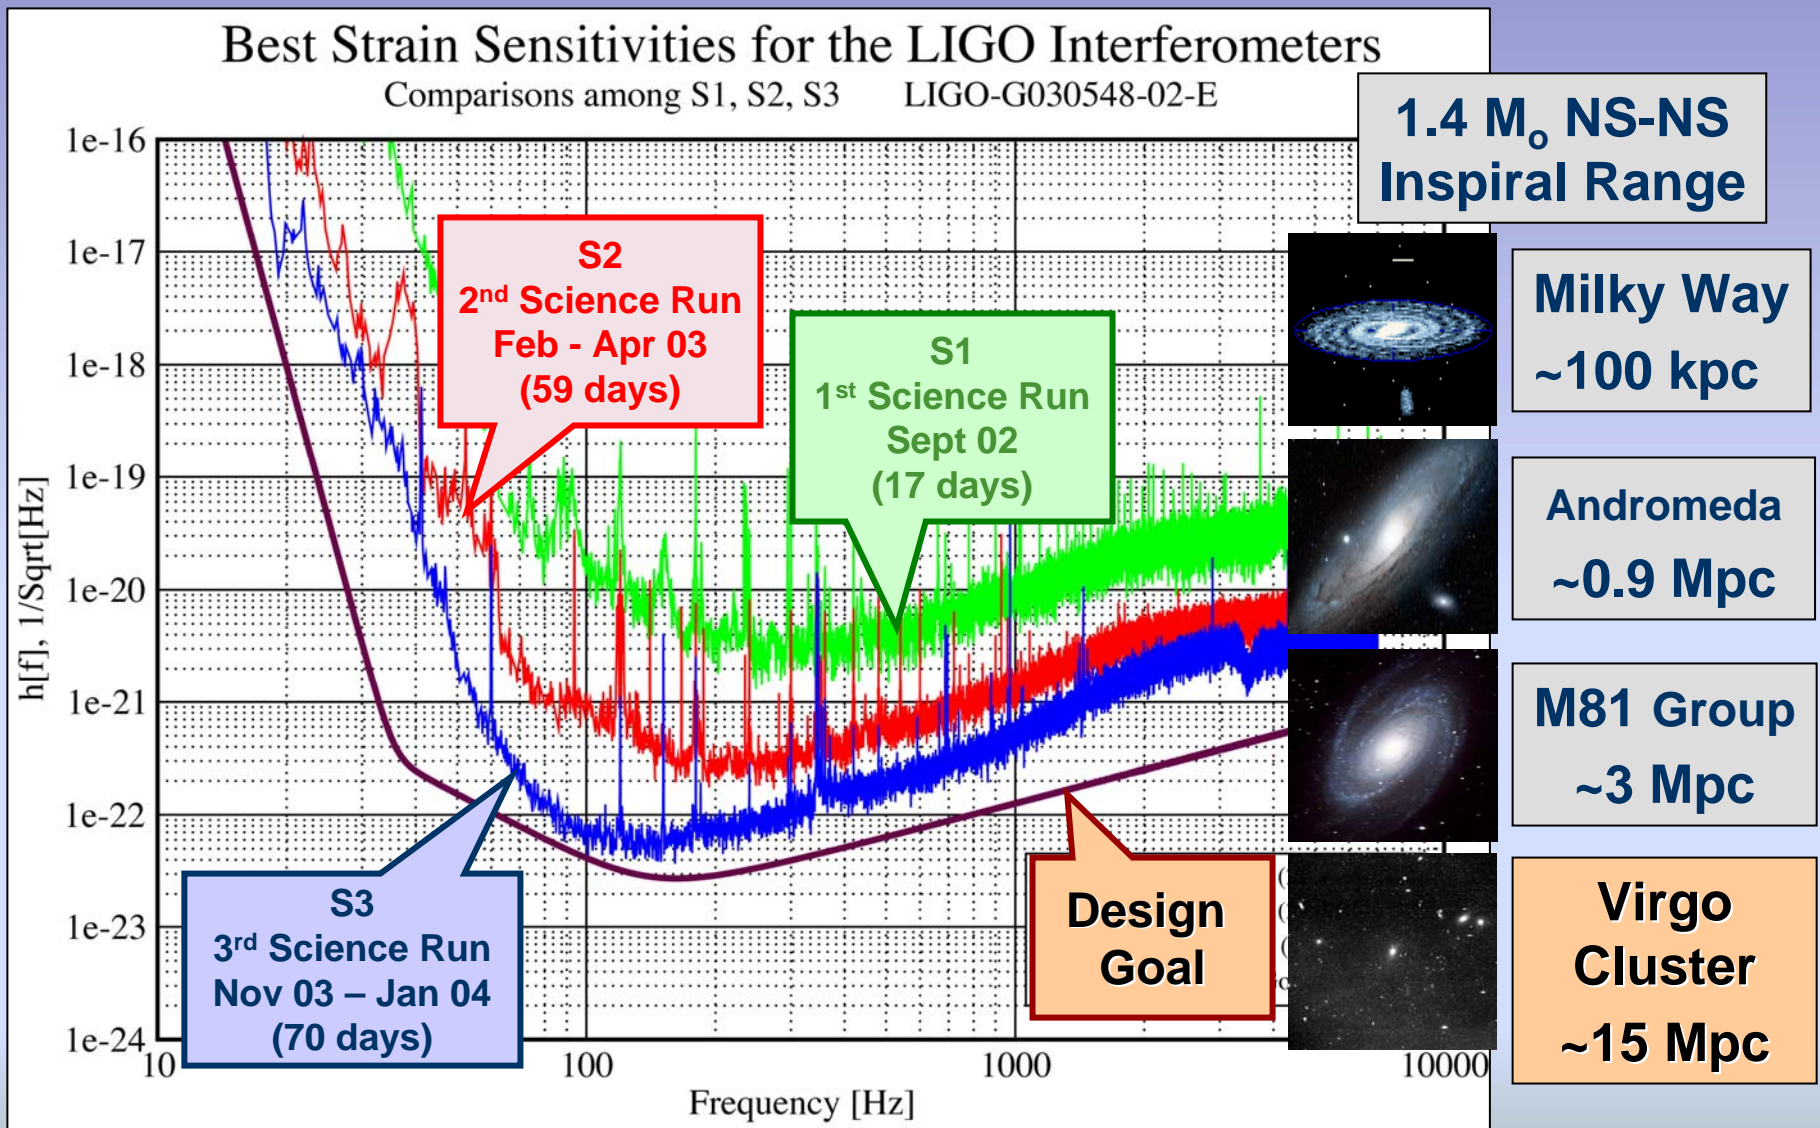 Best Strain Sensitivities for the LIGO Interferometers
Comparisons among S1, S2, S3 LIGO-G030548-02-E
1.4 Mo NS-NS
Inspiral Range
1e-16
1e-17
1e-18
1e-19
1e-20
1e-21
1e-22
1e-23
1e-24
h[f], 1/Sqrt[Hz]
S2
2nd Science Run
Feb - Apr 03
(59 days)
S1
1st Science Run
Sept 02
(17 days)
S3
3rd Science Run
Nov 03 – Jan 04
(70 days)
Design
Goal
Milky Way
~100 kpc
Andromeda
~0.9 Mpc
M81 Group
~3 Mpc
Virgo
Cluster
~15 Mpc
10
100
1000
10000
Frequency [Hz]